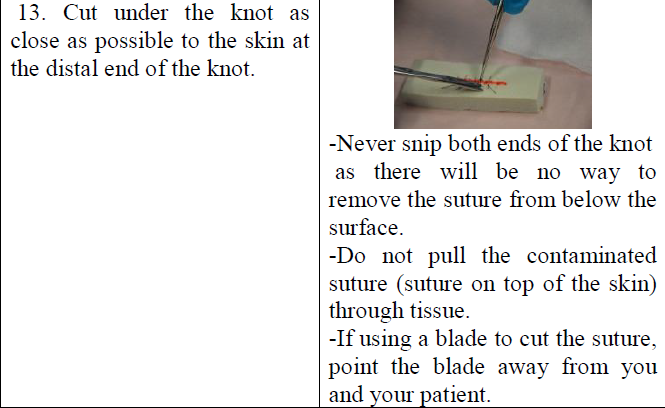 13. Cut under the knot as
close as possible to the skin at
the distal end of the knot.
-Never snip both ends of the knot
as there will be no way to
remove the suture from below the
surface.
-Do not pull the contaminated
suture (suture on top of the skin)
through tissue.
-If using a blade to cut the suture,
point the blade away from you
and your patient.